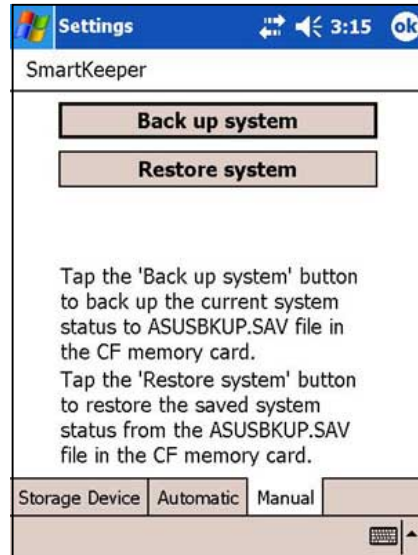 Settings 3:15 ok
SmartKeeper
Back up system
Restore system
Tap the 'Back up system' button
to back up the current system
status to ASUSBKUP.SAV file in
the CF memory card.
Tap the 'Restore system' button
to restore the saved system
status from the ASUSBKUP.SAV
file in the CF memory card.
Storage Device Automatic Manual